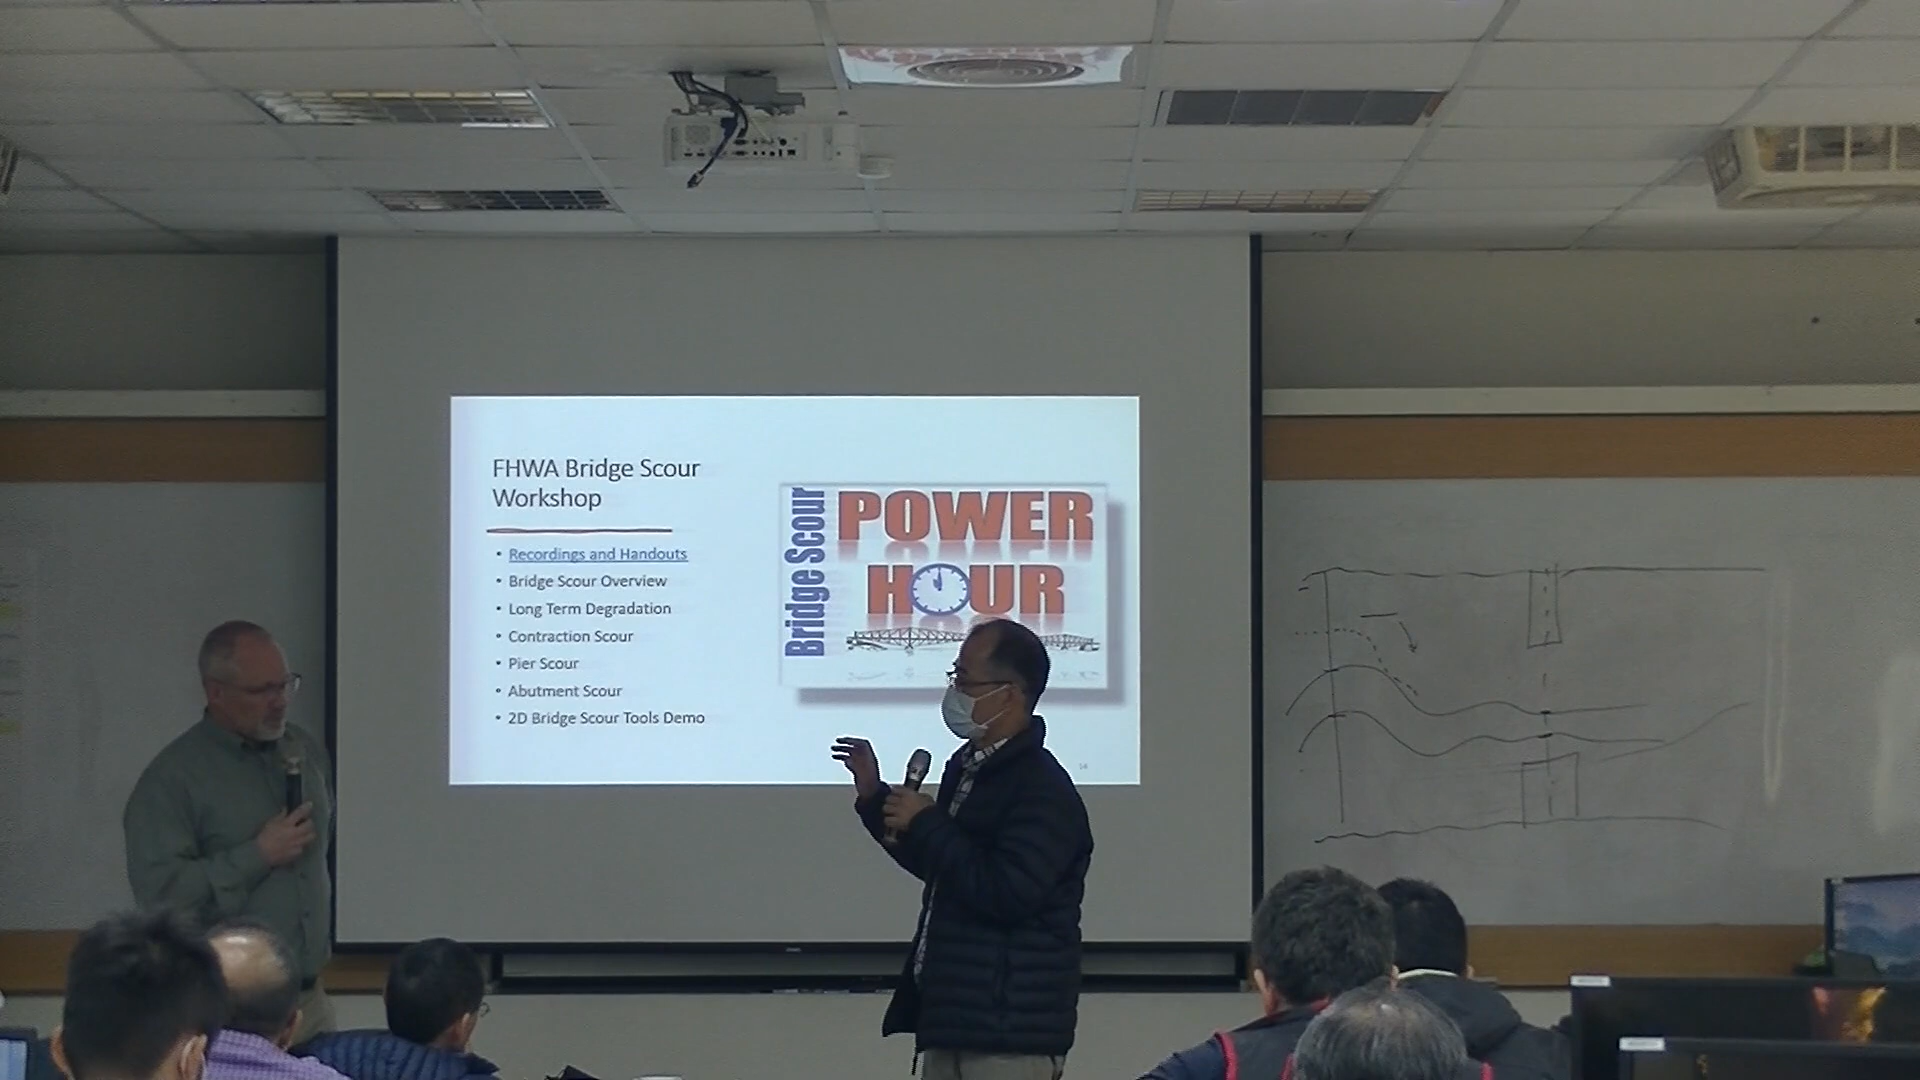 FHWA Bridge Scour
Workshop
• Recordings and Handouts
• Bridge Scour Overview
• Long Term Degradation
• Contraction Scour
• Pier Scour
• Abutment Scour
• 2D Bridge Scour Tools Demo
Bridge Scour
POWER
HOUR